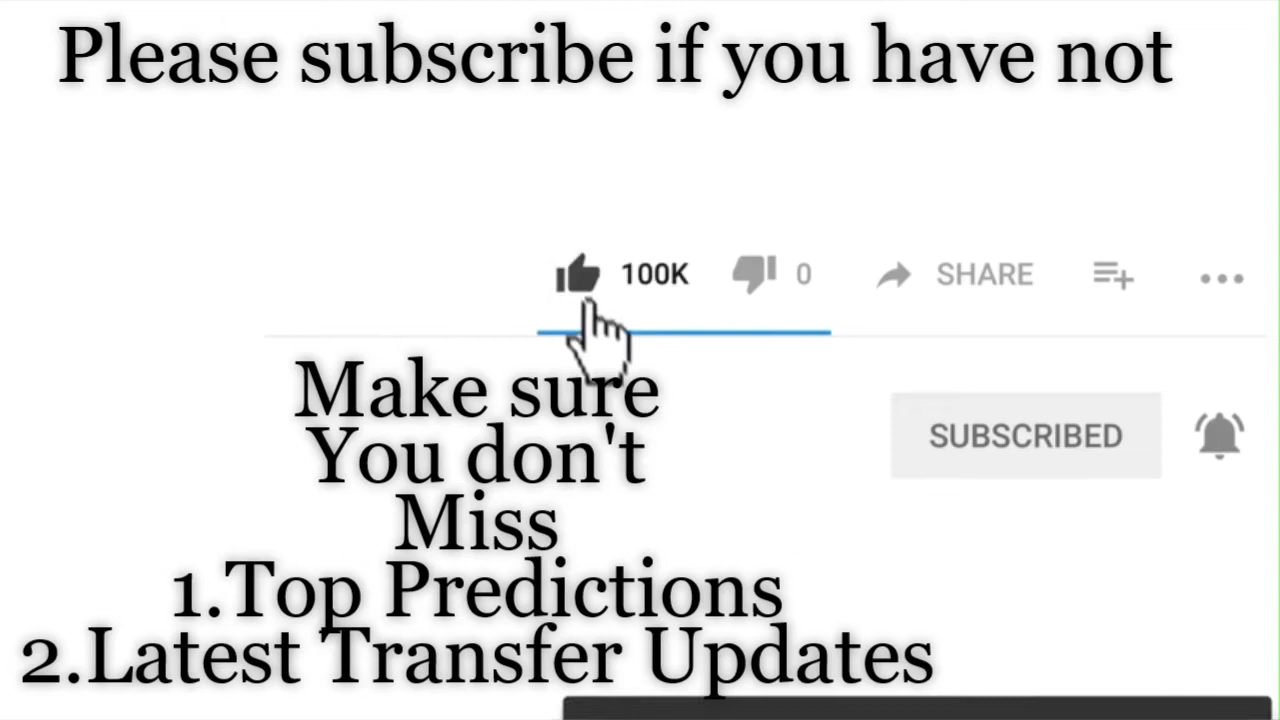 Please subscribe if you have not
100K 0 SHARE
Make sure
You don't
SUBSCRIBED
Miss
1.Top Predictions
2.Latest Transfer Updates